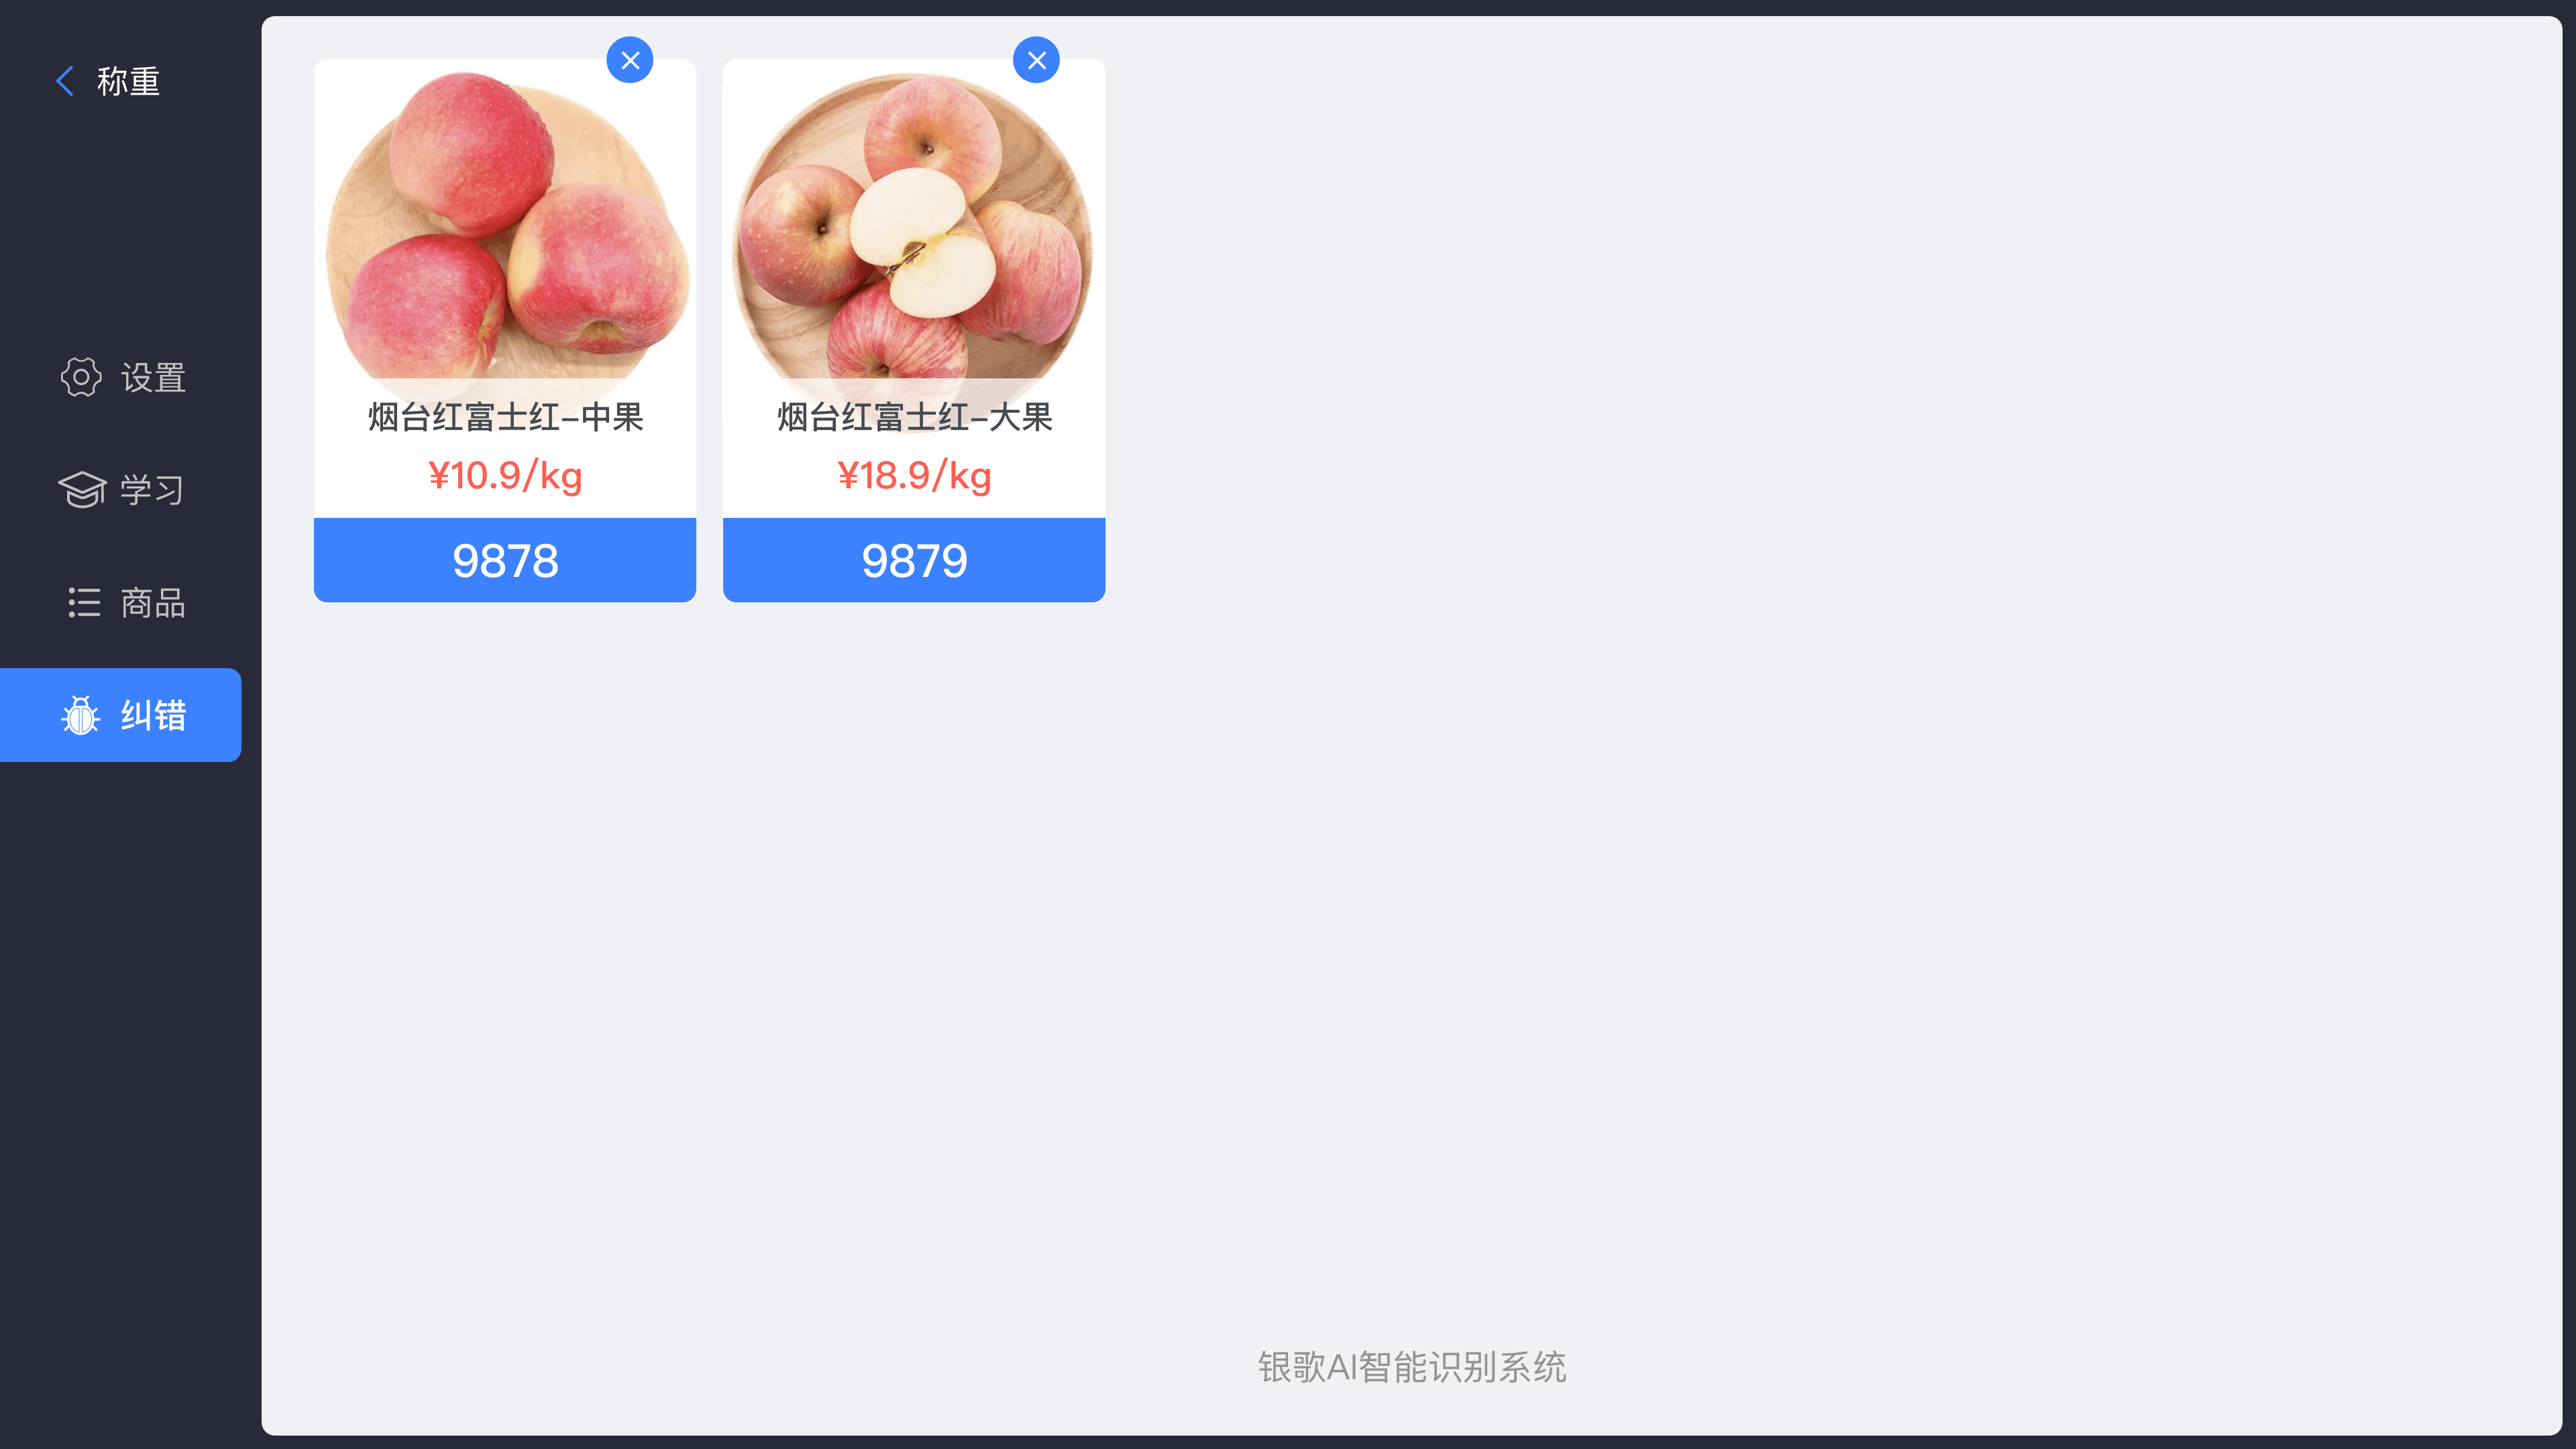 称重
设置
学习
商品
纠错
烟台红富士红-中果
¥10.9/kg
9878
烟台红富士红-大果
¥18.9/kg
9879
银歌AI智能识别系统